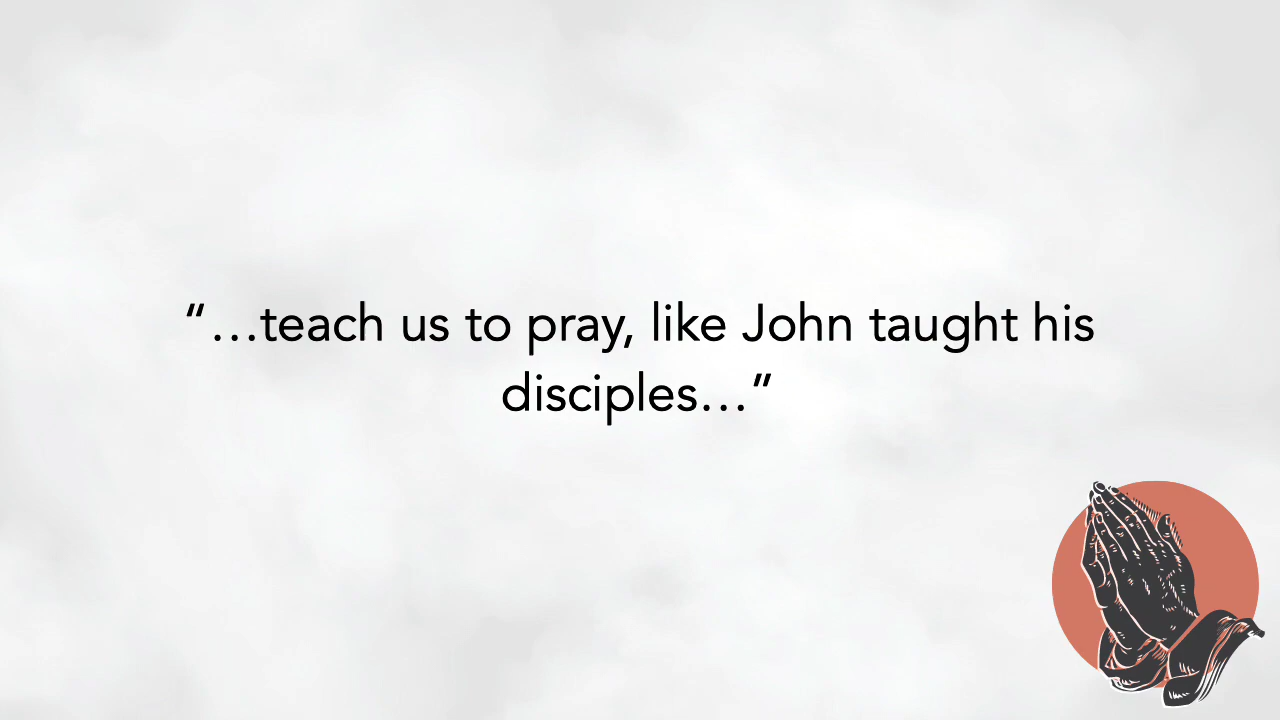 “…teach us to pray, like John taught his
disciples…”